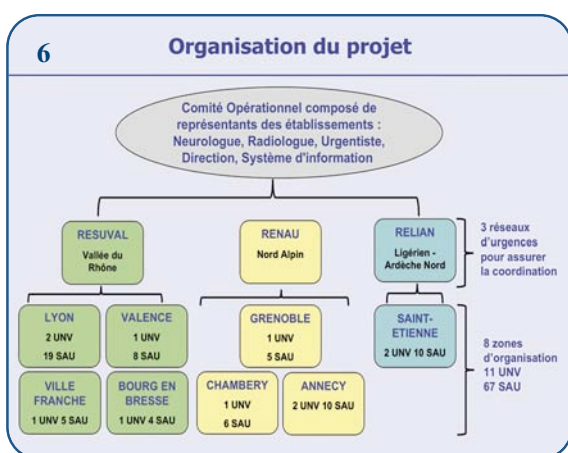 6
Organisation du projet
Comité Opérationnel composé de
représentants des établissements :
Neurologue, Radiologue, Urgentiste,
Direction, Système d'information
RESUVAL
Vallée du
Rhône
RENAU
Nord Alpin
RELIAN
Ligérien -
Ardèche Nord
3 réseaux
d'urgences
pour assurer
la coordination
LYON
2 UNV
19 SAU
VALENCE
1 UNV
8 SAU
GRENOBLE
1 UNV
5 SAU
SAINT-
ETIENNE
2 UNV 10 SAU
VILLE
FRANCHE
1 UNV 5 SAU
BOURG EN
BRESSE
1 UNV 4 SAU
CHAMBERY
1 UNV
6 SAU
ANNECY
2 UNV 10 SAU
8 zones
d'organisation
11 UNV
67 SAU